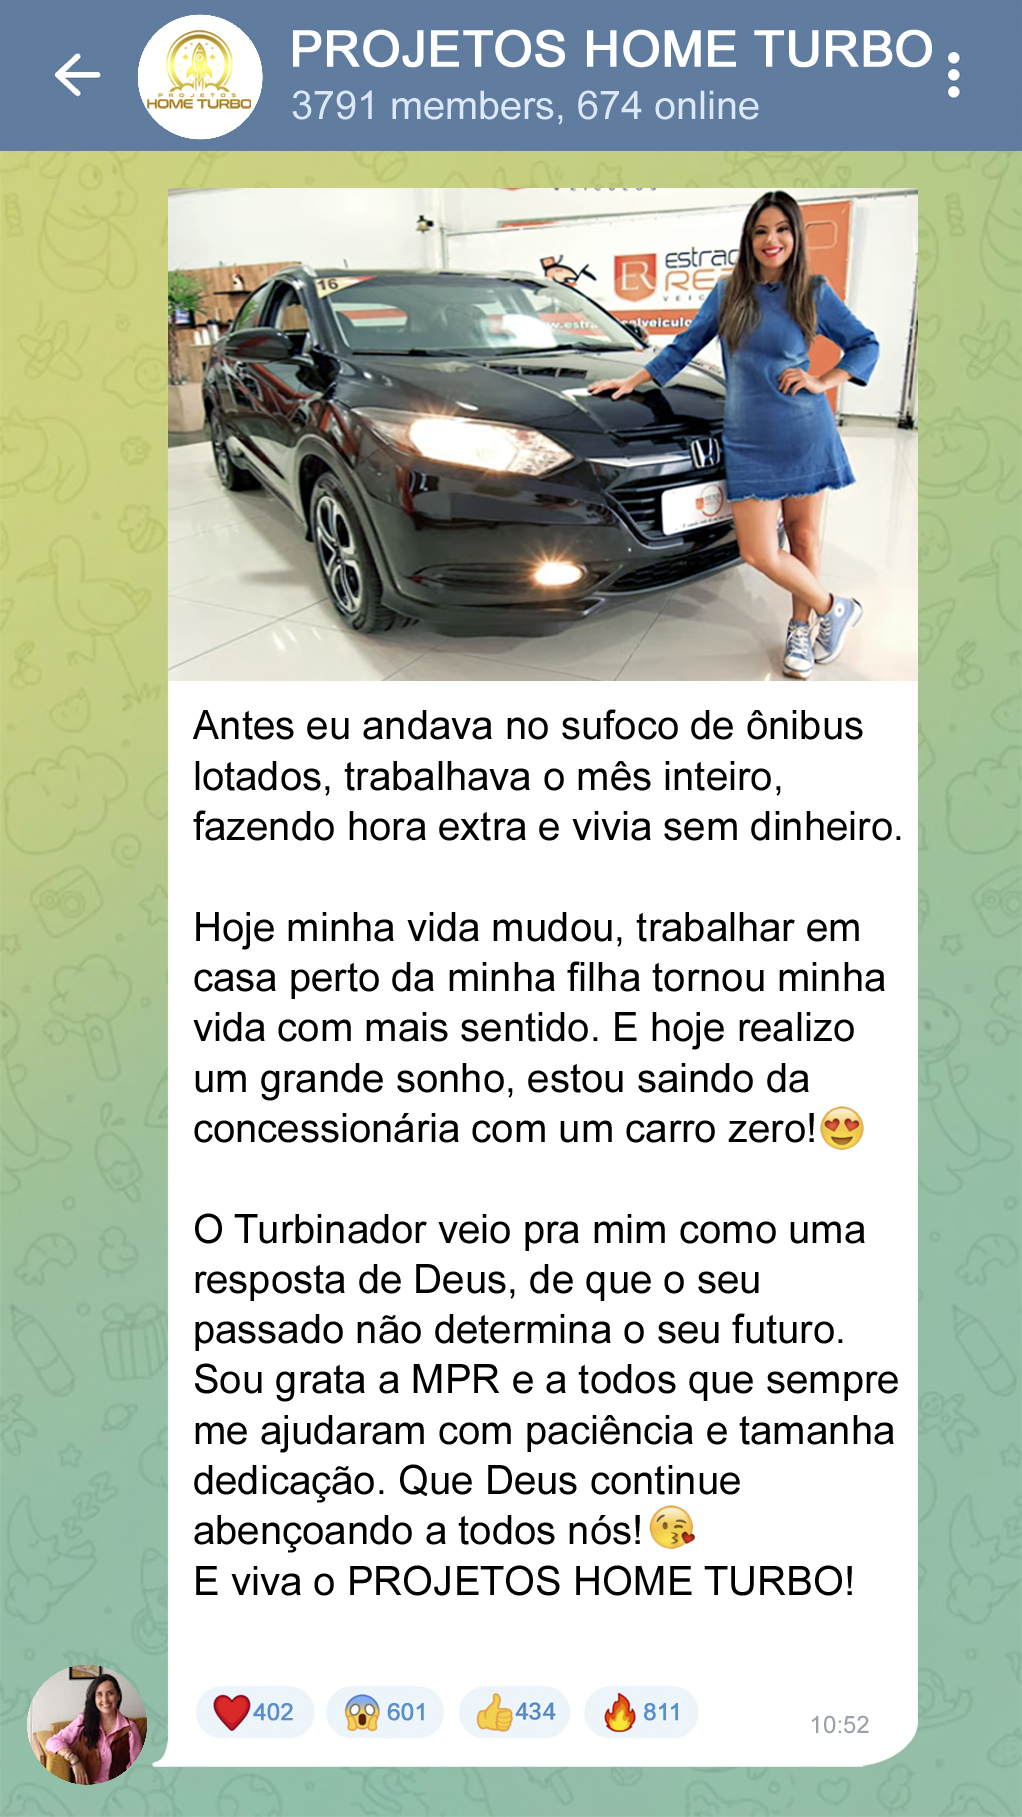 PROJETOS HOME TURBO
3791 members, 674 online
PROJETOS
HOME TURBO
16
ER
VEIC
Antes eu andava no sufoco de ônibus
lotados, trabalhava o mês inteiro,
fazendo hora extra e vivia sem dinheiro.
Hoje minha vida mudou, trabalhar em
casa perto da minha filha tornou minha
vida com mais sentido. E hoje realizo
um grande sonho, estou saindo da
concessionária com um carro zero!😍
O Turbinador veio pra mim como uma
resposta de Deus, de que o seu
passado não determina o seu futuro.
Sou grata a MPR e a todos que sempre
me ajudaram com paciência e tamanha
dedicação. Que Deus continue
abençoando a todos nós!😘
E viva o PROJETOS HOME TURBO!
❤️402 😱 601 👍434 🔥 811
10:52